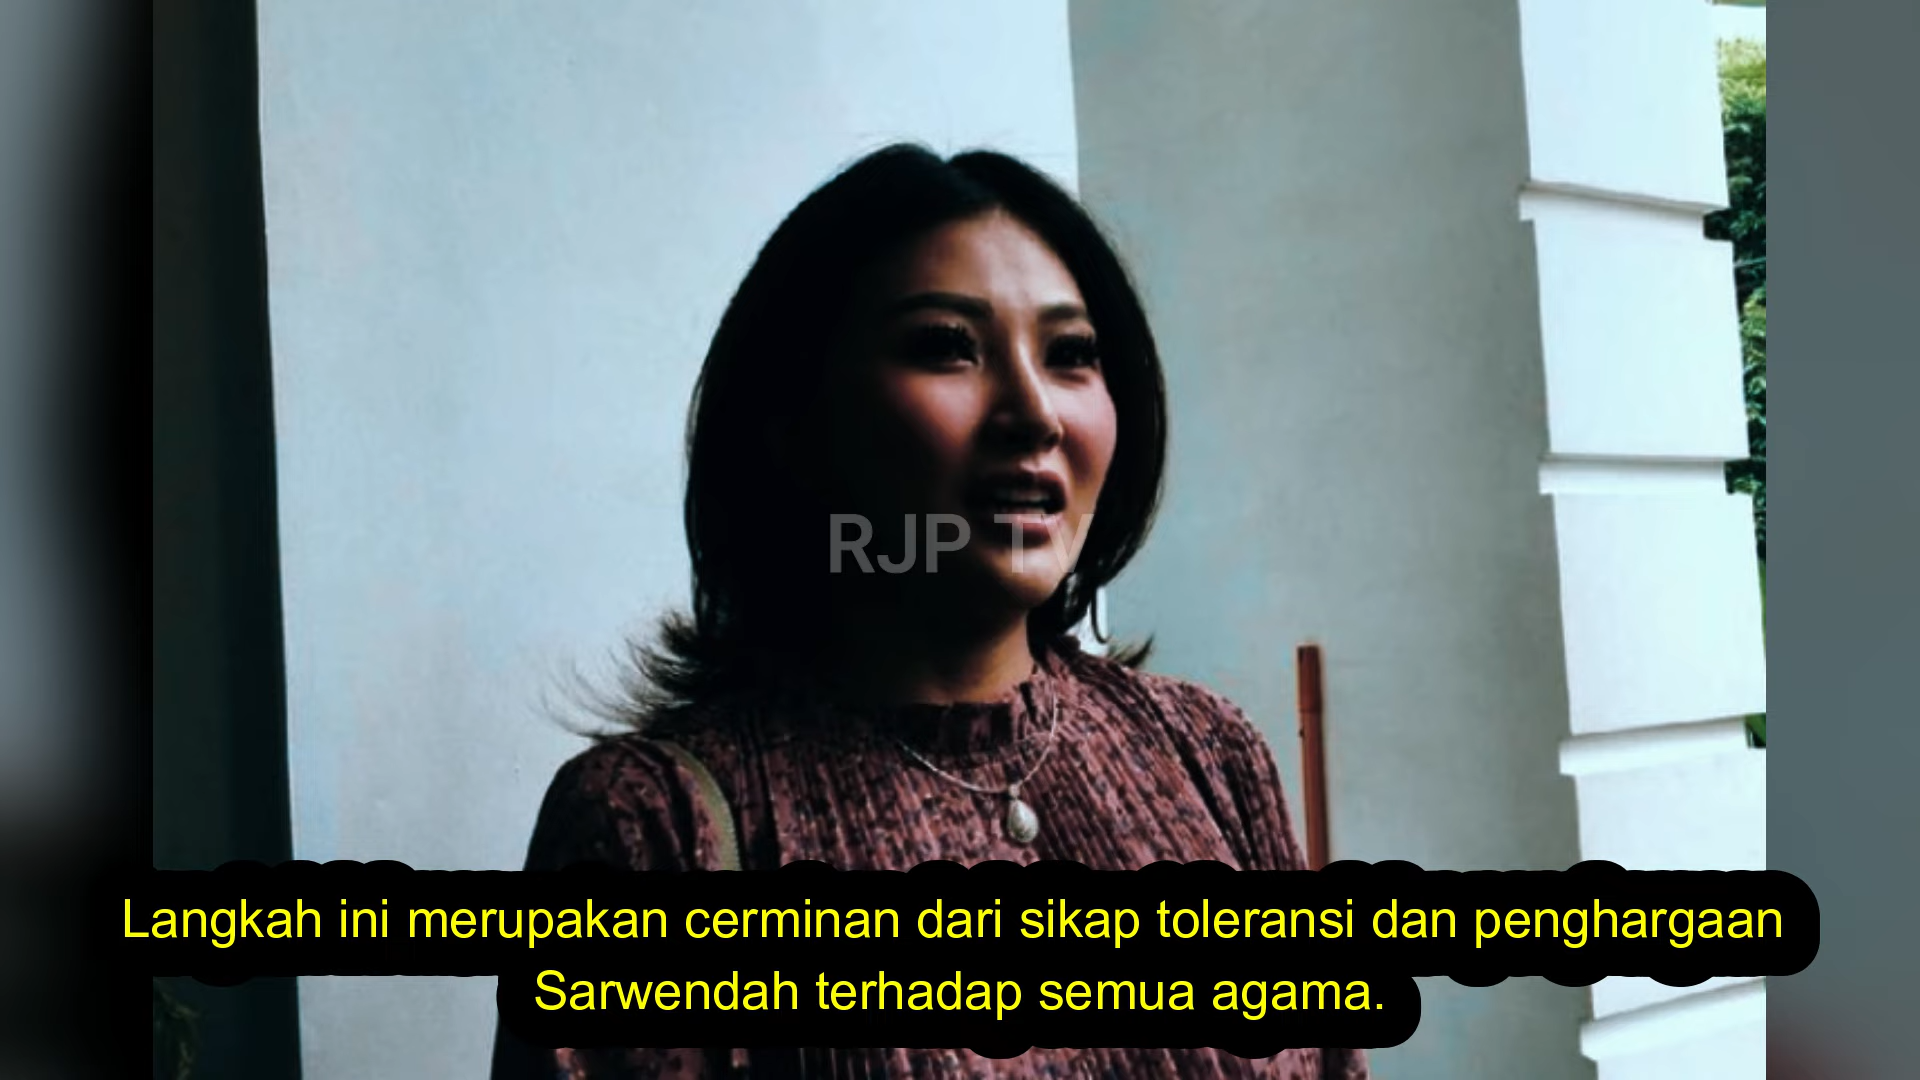 RJP TV
Langkah ini merupakan cerminan dari sikap toleransi dan penghargaan
Sarwendah terhadap semua agama.